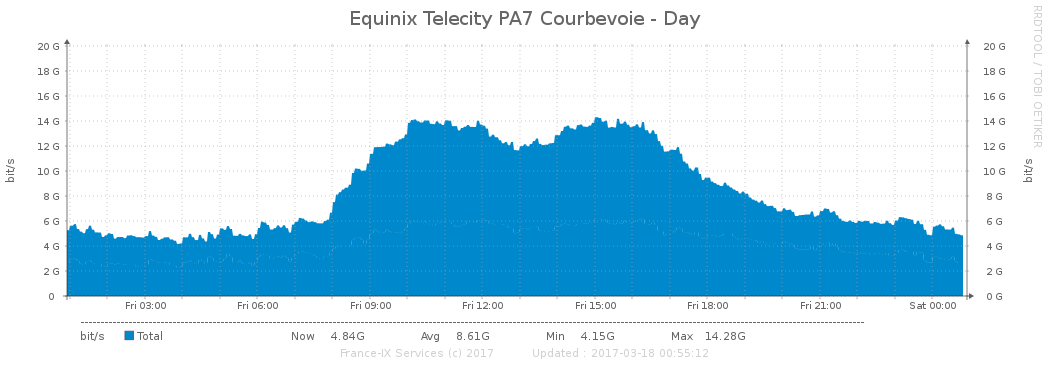 Equinix Telecity PA7 Courbevoie - Day
RRDTOOL / TOBI OETIKER
20 G 20 G
18 G 18 G
16 G 16 G
14 G 14 G
12 G 12 G
10 G 10 G
8 G 8 G
6 G 6 G
4 G 4 G
2 G 2 G
0 0 G
bit/s
bit/s
Fri 03:00 Fri 06:00 Fri 09:00 Fri 12:00 Fri 15:00 Fri 18:00 Fri 21:00 Sat 00:00
bit/s Total Now 4.84G Avg 8.61G Min 4.15G Max 14.28G
France-IX Services (c) 2017 Updated : 2017-03-18 00:55:12